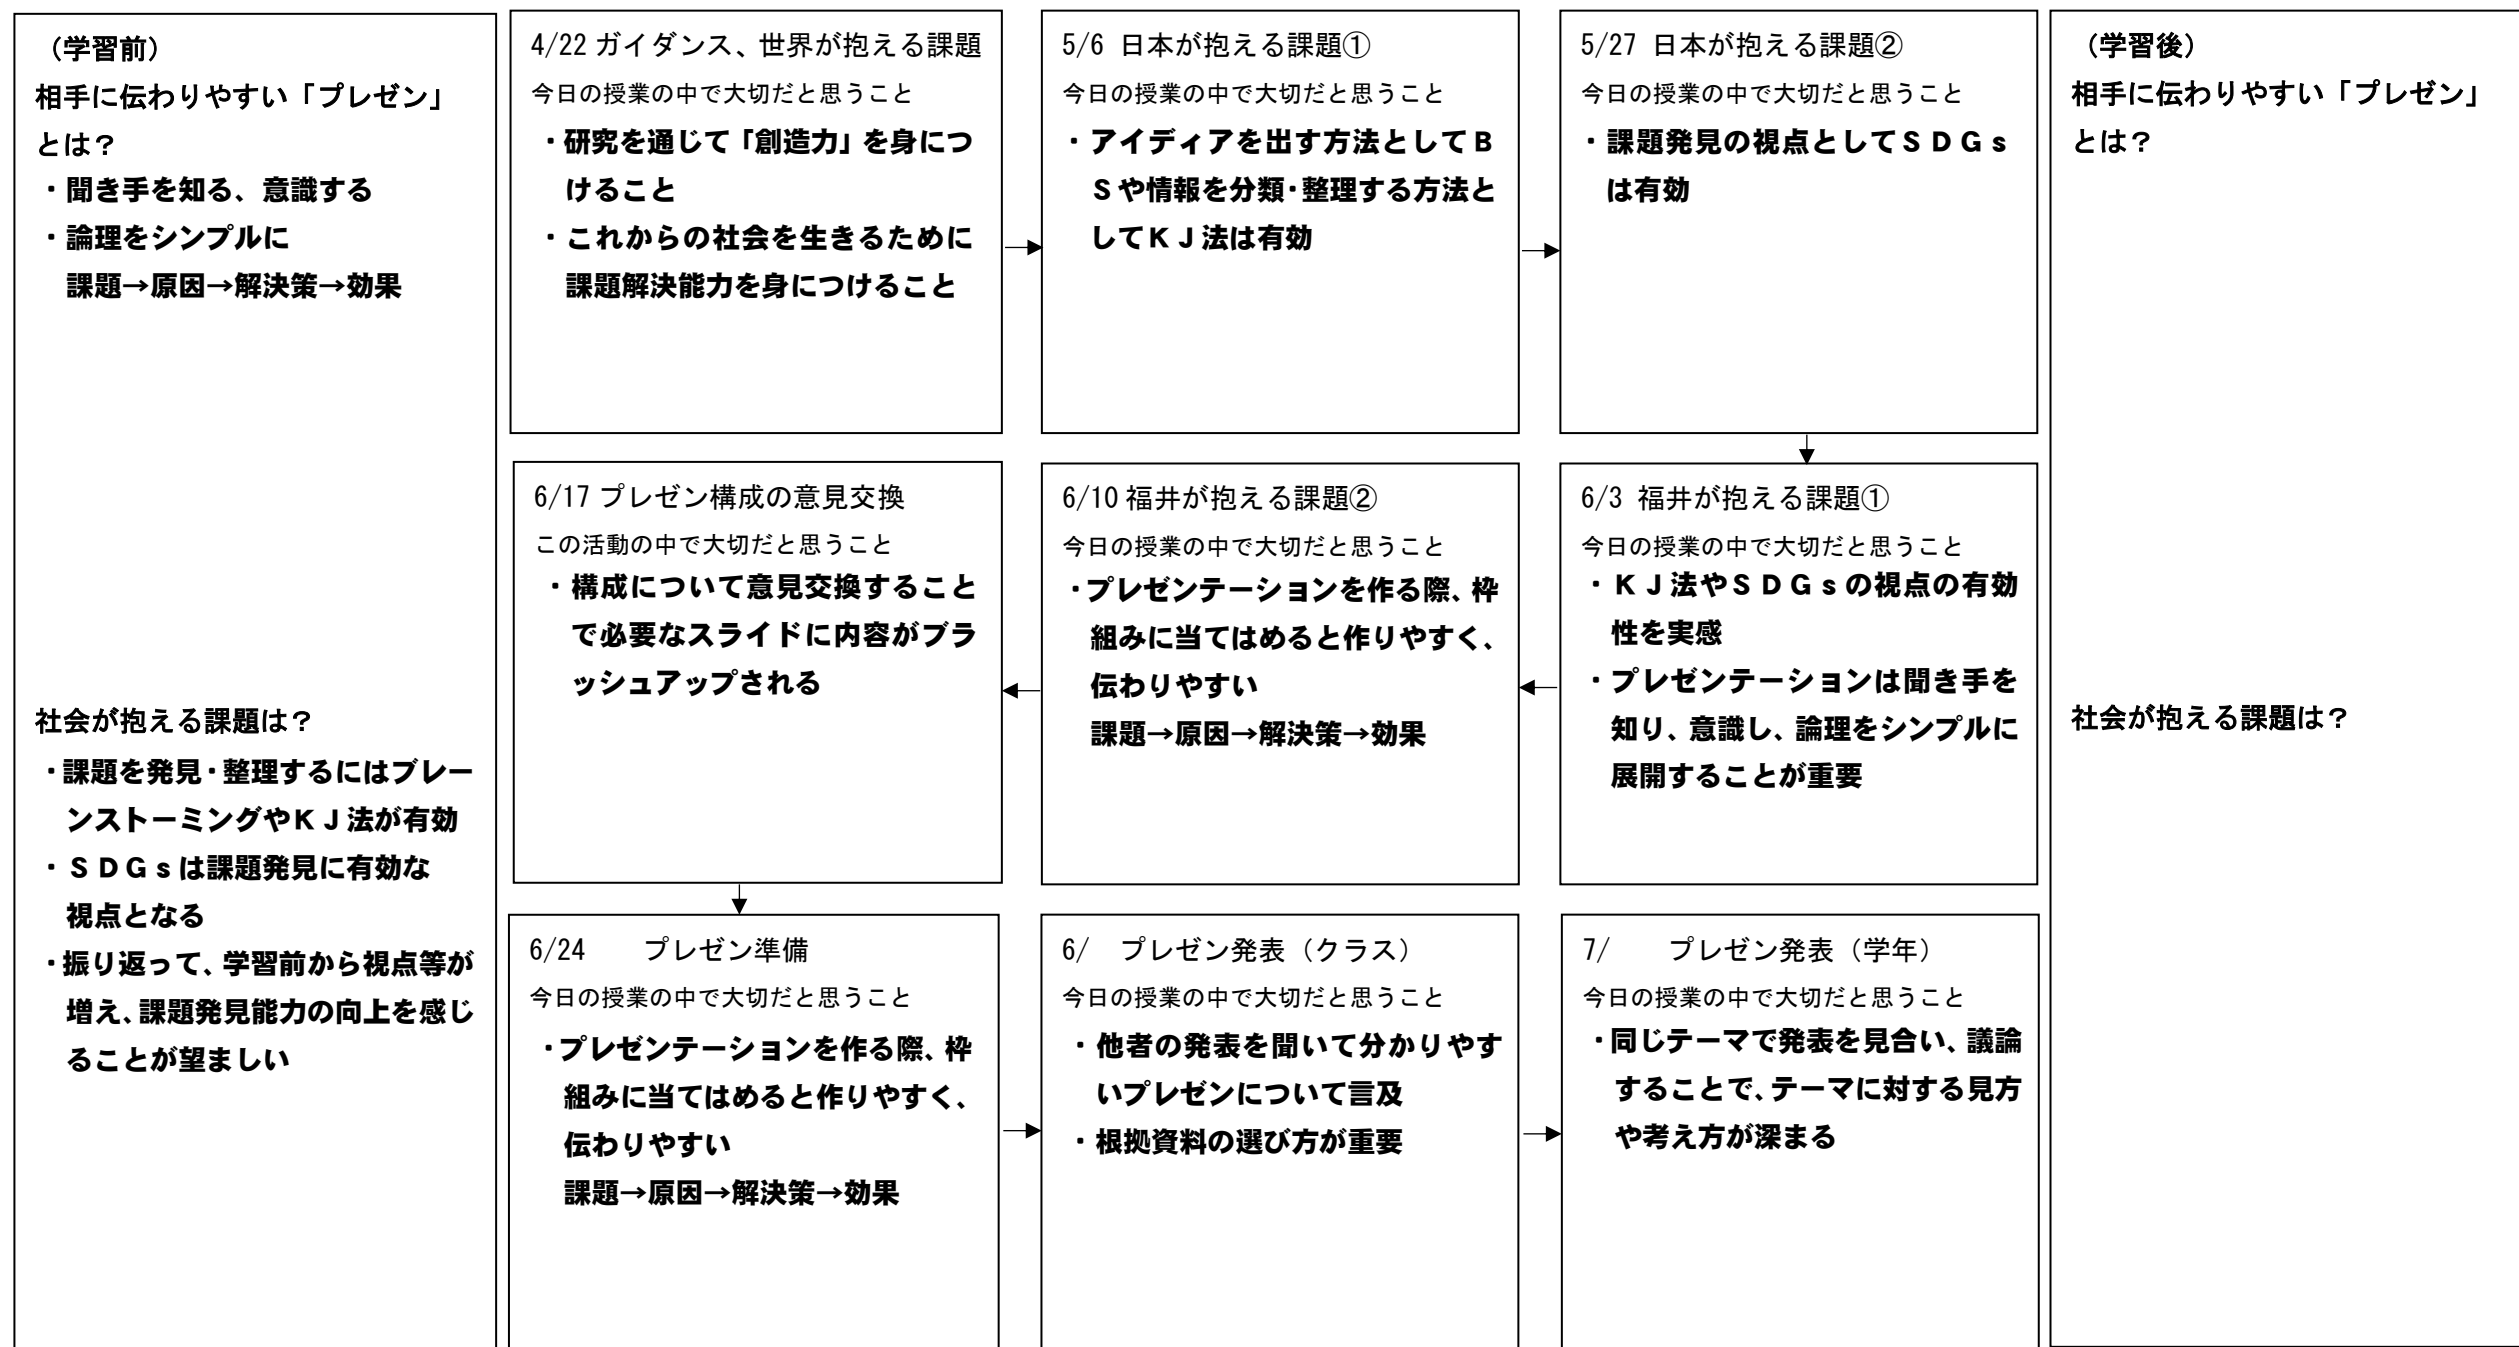 （学習前）
相手に伝わりやすい「プレゼン」
とは？
・聞き手を知る、意識する
・論理をシンプルに
課題→原因→解決策→効果
社会が抱える課題は？
・課題を発見・整理するにはブレー
ンストーミングやＫＪ法が有効
・ＳＤＧｓは課題発見に有効な
視点となる
・振り返って、学習前から視点等が
増え、課題発見能力の向上を感じ
ることが望ましい
4/22 ガイダンス、世界が抱える課題
今日の授業の中で大切だと思うこと
・研究を通じて「創造力」を身につ
けること
・これからの社会を生きるために
課題解決能力を身につけること
5/6 日本が抱える課題①
今日の授業の中で大切だと思うこと
・アイディアを出す方法としてＢ
Ｓや情報を分類・整理する方法と
してＫＪ法は有効
5/27 日本が抱える課題②
今日の授業の中で大切だと思うこと
・課題発見の視点としてＳＤＧｓ
は有効
6/3 福井が抱える課題①
今日の授業の中で大切だと思うこと
・ＫＪ法やＳＤＧｓの視点の有効
性を実感
・プレゼンテーションは聞き手を
知り、意識し、論理をシンプルに
展開することが重要
6/10 福井が抱える課題②
今日の授業の中で大切だと思うこと
・プレゼンテーションを作る際、枠
組みに当てはめると作りやすく、
伝わりやすい
課題→原因→解決策→効果
6/17 プレゼン構成の意見交換
この活動の中で大切だと思うこと
・構成について意見交換すること
で必要なスライドに内容がブラ
ッシュアップされる
6/24　プレゼン準備
今日の授業の中で大切だと思うこと
・プレゼンテーションを作る際、枠
組みに当てはめると作りやすく、
伝わりやすい
課題→原因→解決策→効果
6/　プレゼン発表（クラス）
今日の授業の中で大切だと思うこと
・他者の発表を聞いて分かりやす
いプレゼンについて言及
・根拠資料の選び方が重要
7/　プレゼン発表（学年）
今日の授業の中で大切だと思うこと
・同じテーマで発表を見合い、議論
することで、テーマに対する見方
や考え方が深まる
（学習後）
相手に伝わりやすい「プレゼン」
とは？
社会が抱える課題は？